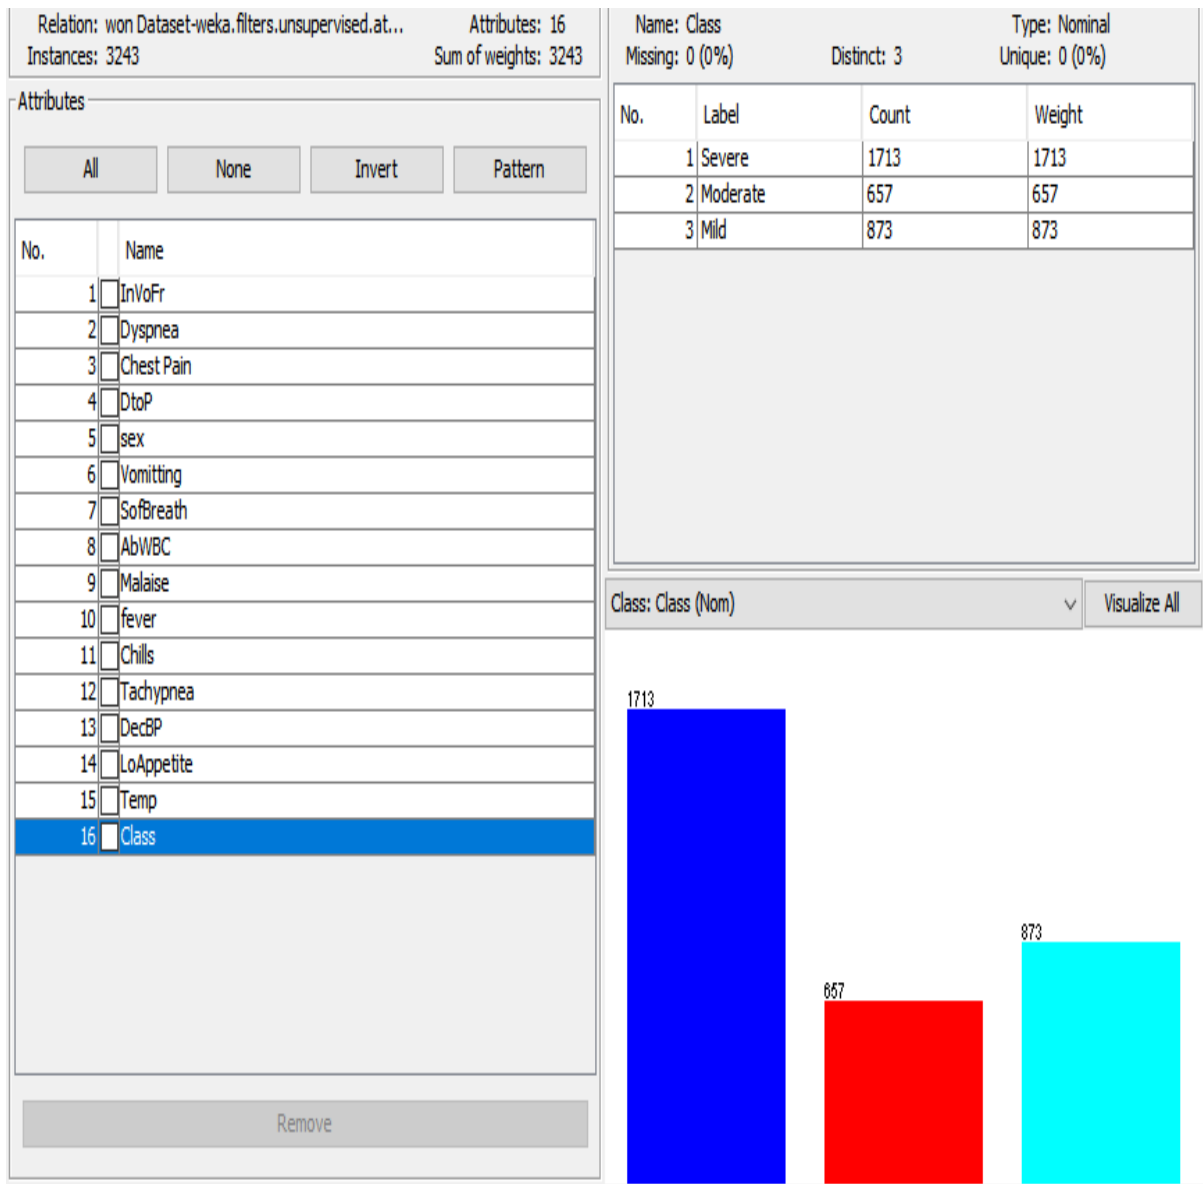 Relation: won Dataset-weka.filters.unsupervised.at... Attributes: 16
Instances: 3243 Sum of weights: 3243
Attributes
All None Invert Pattern
No. Name
1 InVoFr
2 Dyspnea
3 Chest Pain
4 DtoP
5 sex
6 Vomitting
7 SofBreath
8 AbWBC
9 Malaise
10 fever
11 Chills
12 Tachypnea
13 DecBP
14 LoAppetite
15 Temp
16 Class
Remove
Name: Class Type: Nominal
Missing: 0 (0%) Distinct: 3 Unique: 0 (0%)
No. Label Count Weight
1 Severe 1713 1713
2 Moderate 657 657
3 Mild 873 873
Class: Class (Nom) Visualize All
1713
657
873